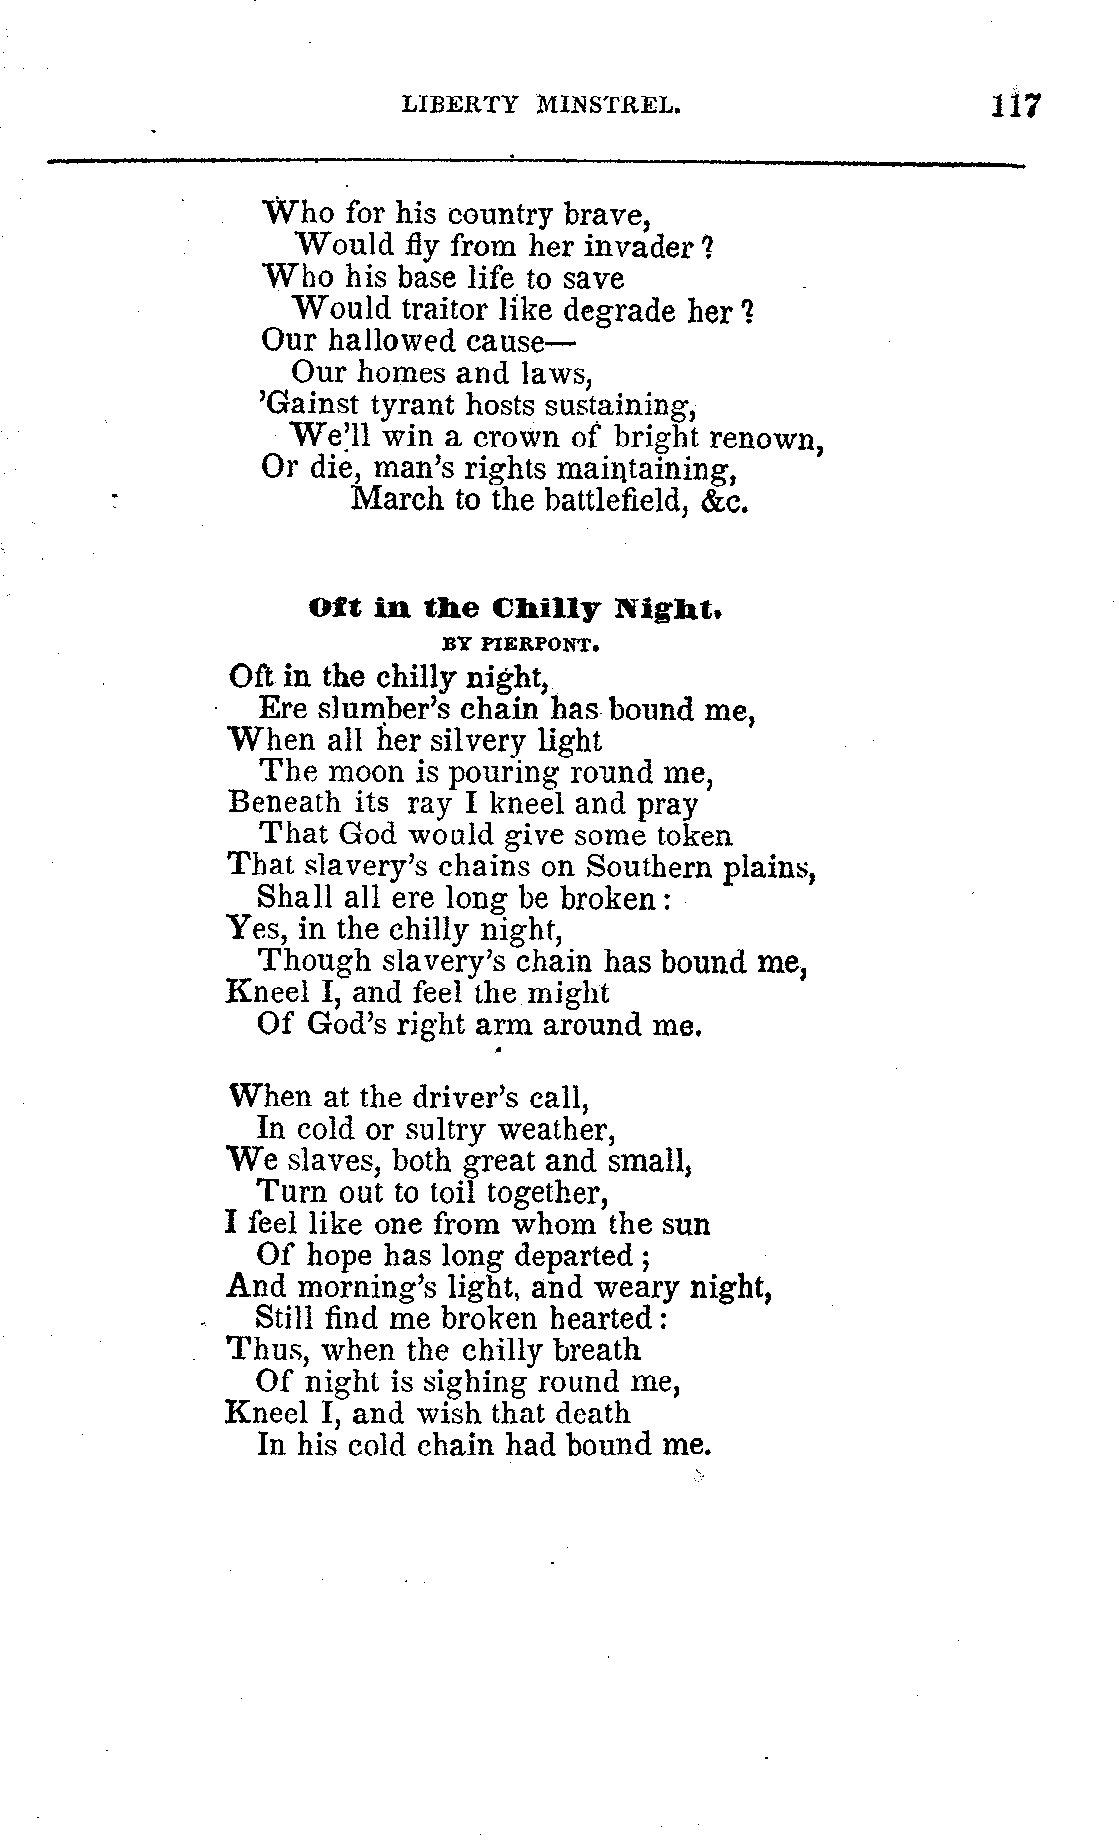 LIBERTY MINSTREL. 117
Who for his country brave,
Would fly from her invader?
Who his base life to save
Would traitor like degrade her?
Our hallowed cause—
Our homes and laws,
'Gainst tyrant hosts sustaining,
We'll win a crown of bright renown,
Or die, man's rights maintaining,
March to the battlefield, &c.
Oft in the Chilly Night.
BY PIERPONT.
Oft in the chilly night,
Ere slumber's chain has bound me,
When all her silvery light
The moon is pouring round me,
Beneath its ray I kneel and pray
That God would give some token
That slavery's chains on Southern plains,
Shall all ere long be broken:
Yes, in the chilly night,
Though slavery's chain has bound me,
Kneel I, and feel the might
Of God's right arm around me.
When at the driver's call,
In cold or sultry weather,
We slaves, both great and small,
Turn out to toil together,
I feel like one from whom the sun
Of hope has long departed;
And morning's light, and weary night,
Still find me broken hearted:
Thus, when the chilly breath
Of night is sighing round me,
Kneel I, and wish that death
In his cold chain had bound me.